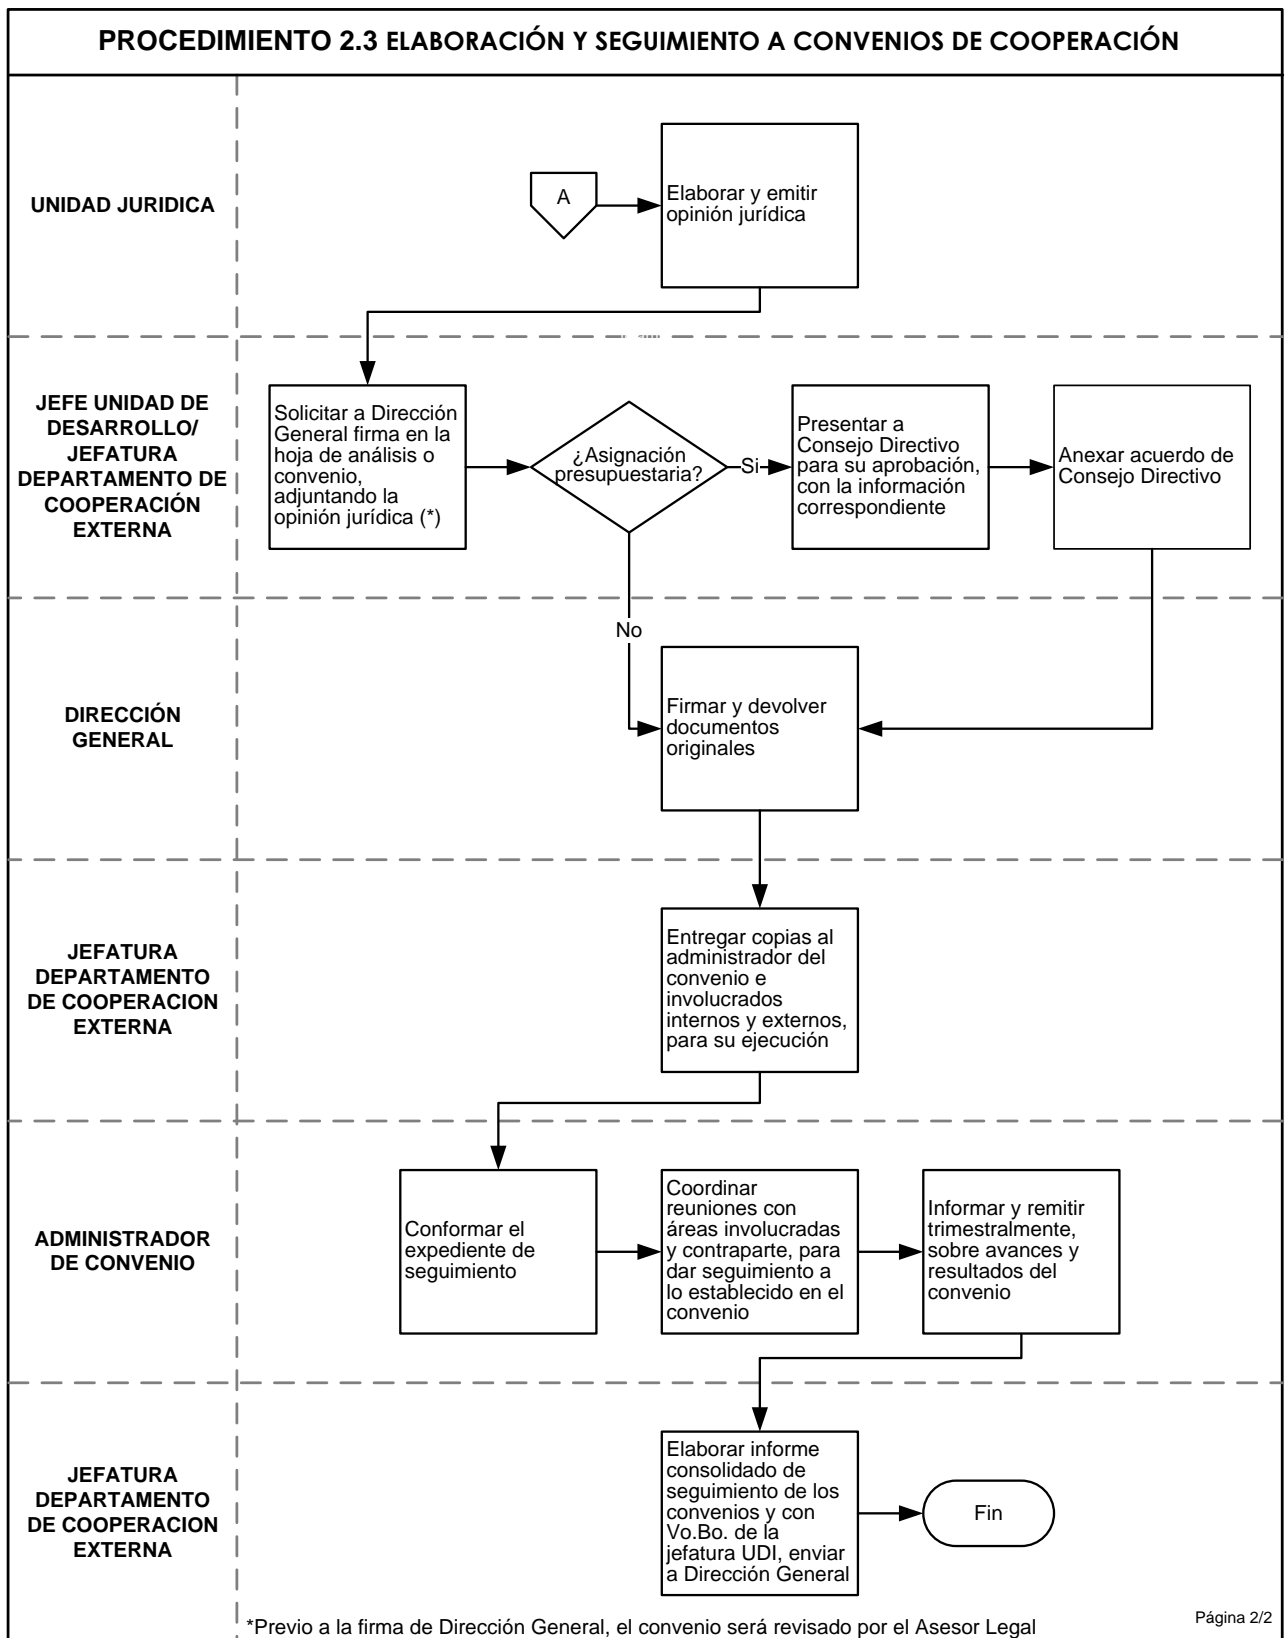 PROCEDIMIENTO 2.3 ELABORACIÓN Y SEGUIMIENTO A CONVENIOS DE COOPERACIÓN
UNIDAD JURIDICA
A
Elaborar y emitir
opinión jurídica
JEFE UNIDAD DE
DESARROLLO/
JEFATURA
DEPARTAMENTO DE
COOPERACIÓN
EXTERNA
Solicitar a Dirección
General firma en la
hoja de análisis o
convenio,
adjuntando la
opinión jurídica (*)
¿Asignación
presupuestaria?
Si
Presentar a
Consejo Directivo
para su aprobación,
con la información
correspondiente
Anexar acuerdo de
Consejo Directivo
No
DIRECCIÓN
GENERAL
Firmar y devolver
documentos
originales
JEFATURA
DEPARTAMENTO
DE COOPERACION
EXTERNA
Entregar copias al
administrador del
convenio e
involucrados
internos y externos,
para su ejecución
ADMINISTRADOR
DE CONVENIO
Conformar el
expediente de
seguimiento
Coordinar
reuniones con
áreas involucradas
y contraparte, para
dar seguimiento a
lo establecido en el
convenio
Informar y remitir
trimestralmente,
sobre avances y
resultados del
convenio
JEFATURA
DEPARTAMENTO
DE COOPERACION
EXTERNA
Elaborar informe
consolidado de
seguimiento de los
convenios y con
Vo.Bo. de la
jefatura UDI, enviar
a Dirección General
Fin
*Previo a la firma de Dirección General, el convenio será revisado por el Asesor Legal
Página 2/2